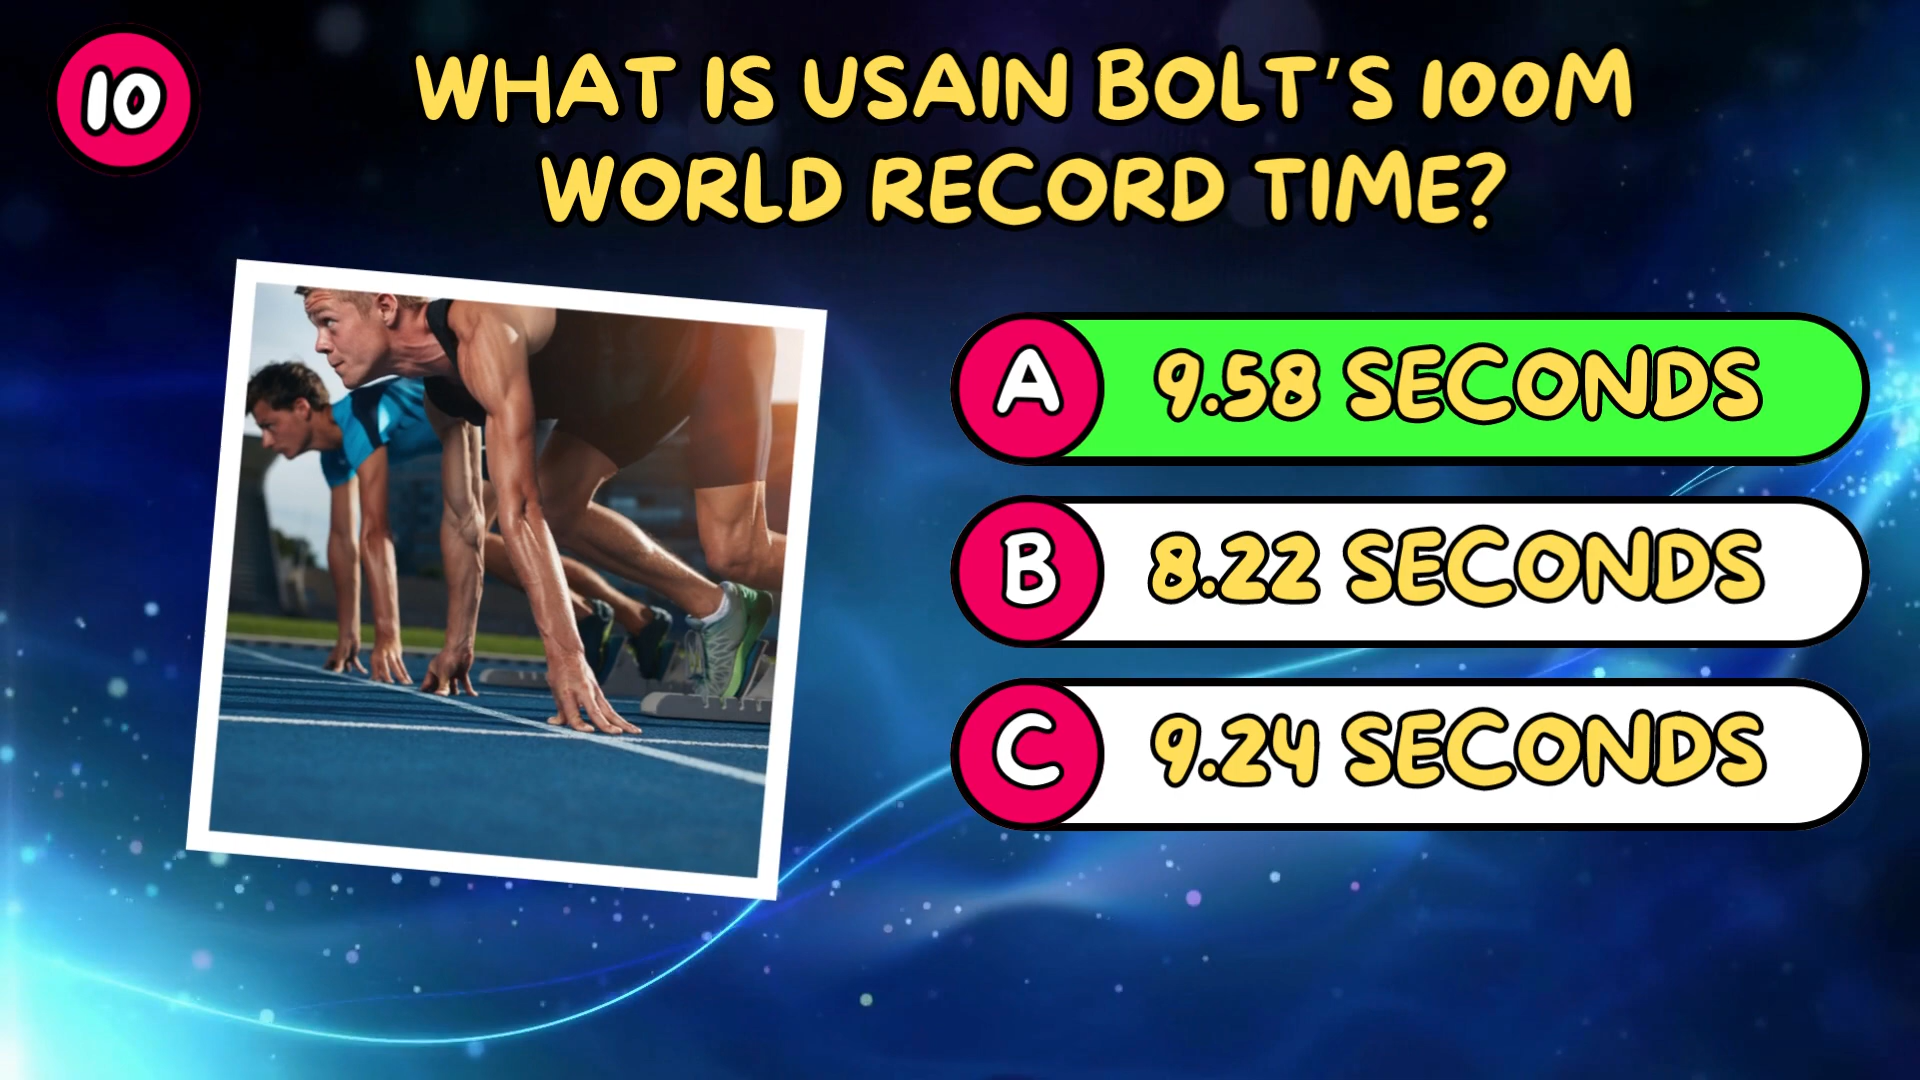 10
WHAT IS USAIN BOLT'S 100M
WORLD RECORD TIME?
A 9.58 SECONDS
B 8.22 SECONDS
C 9.24 SECONDS